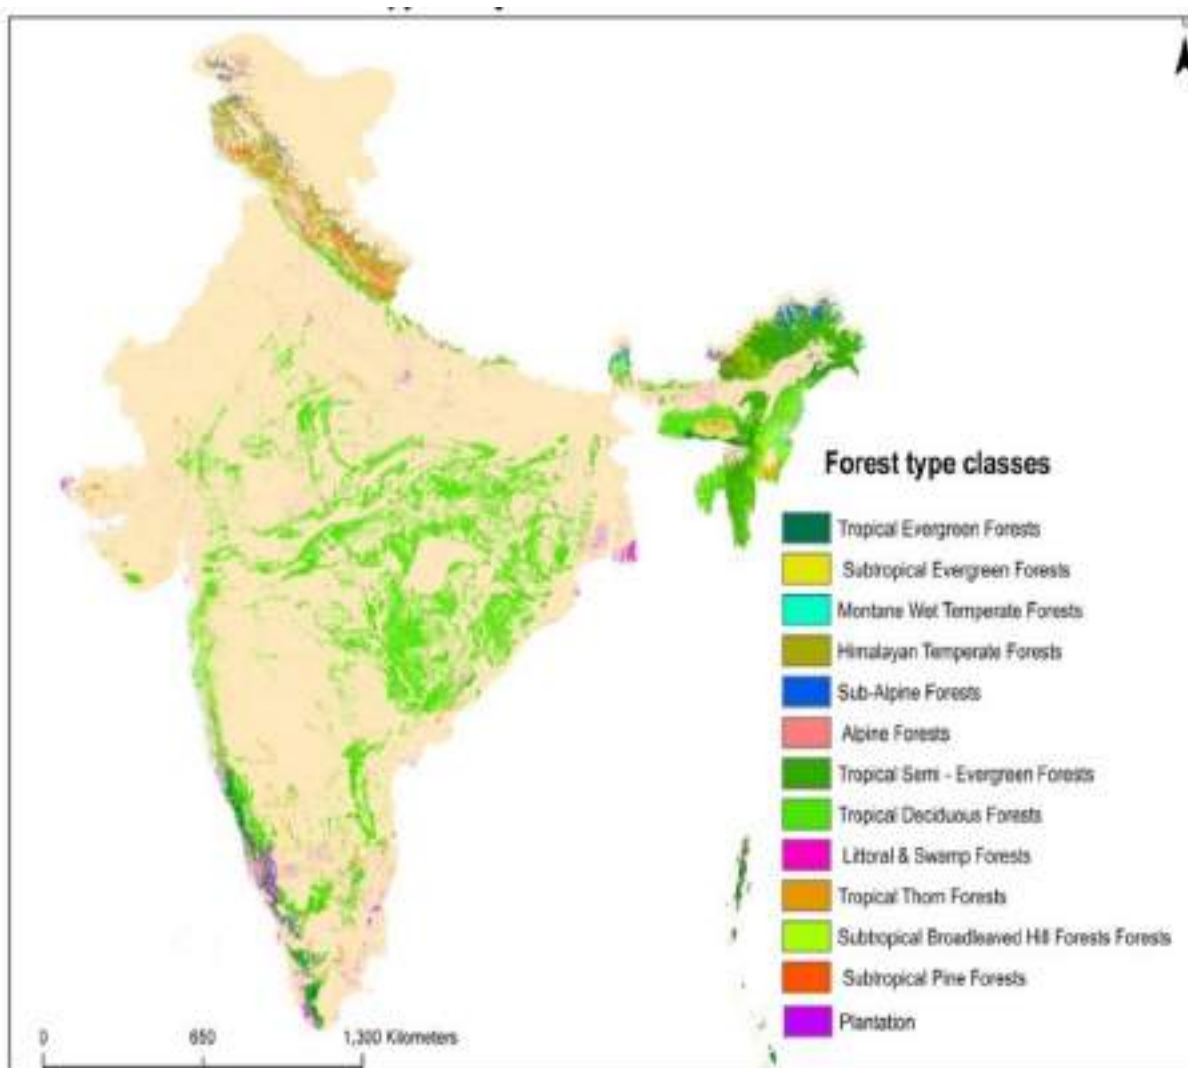 Forest type classes
Tropical Evergreen Forests
Subtropical Evergreen Forests
Montane Wet Temperate Forests
Himalayan Temperate Forests
Sub-Alpine Forests
Alpine Forests
Tropical Semi - Evergreen Forests
Tropical Deciduous Forests
Littoral & Swamp Forests
Tropical Thorn Forests
Subtropical Broadleaved Hill Forests Forests
Subtropical Pine Forests
Plantation
0 650 1,300 Kilometers